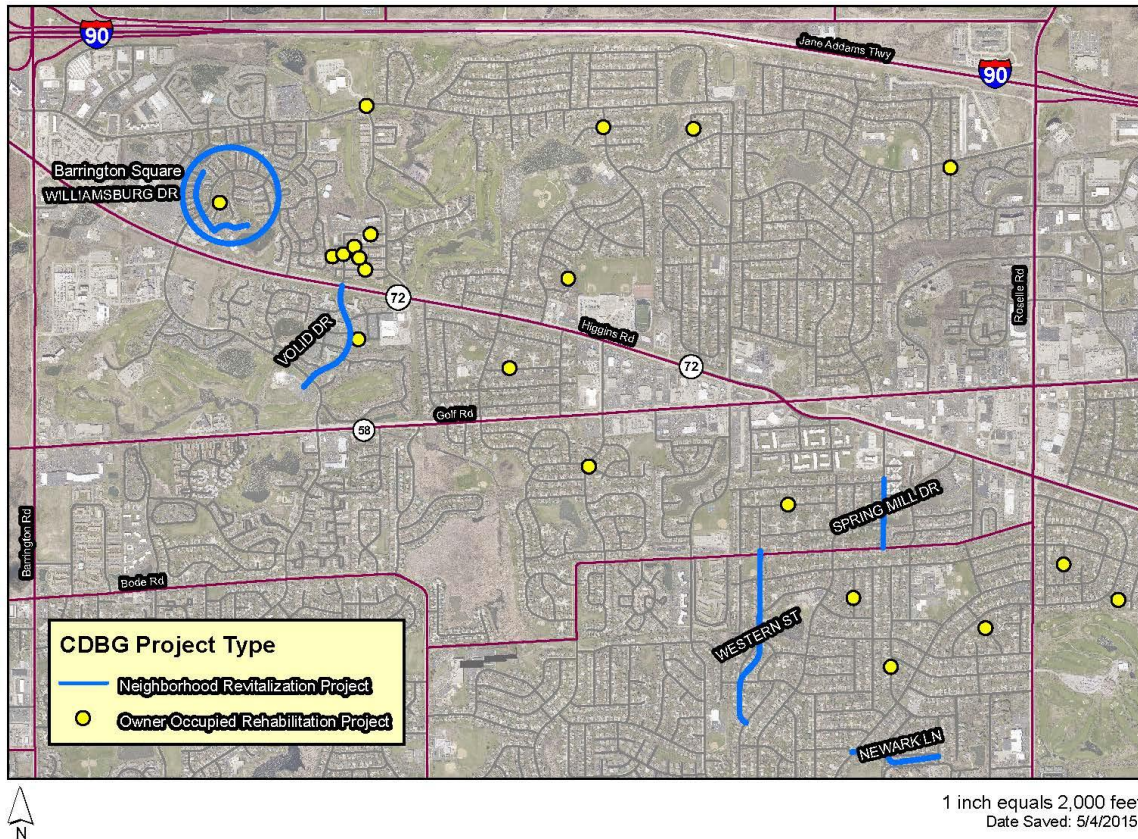 90
Jane Addams Tlwy
90
Barrington Square
WILLIAMSBURG DR
72
VOLID DR
Higgins Rd
Roselle Rd
72
Golf Rd
58
SPRING MILL DR
Barrington Rd
Bode Rd
WESTERN ST
CDBG Project Type
Neighborhood Revitalization Project
Owner Occupied Rehabilitation Project
NEWARK LN
N
1 inch equals 2,000 feet
Date Saved: 5/4/2015